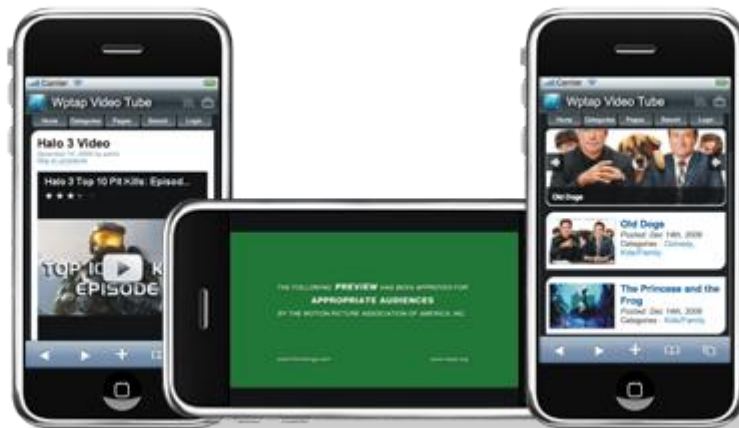 Carrier
Wptap Video Tube
Home Categories Pages Search Login
Halo 3 Video
Halo 3 Top 10 Pit Kills: Episod...
TOP 10
EPISODE
THE FOLLOWING PREVIEW HAS BEEN APPROVED FOR
APPROPRIATE AUDIENCES
BY THE MOTION PICTURE ASSOCIATION OF AMERICA, INC.
Carrier
Wptap Video Tube
Home Categories Pages Search Login
Old Dogs
Old Dogs
Posted: Dec 14th, 2009
Categories : Comedy,
Kids/Family
The Princess and the
Frog
Posted: Dec 14th, 2009
Categories : Kids/Family